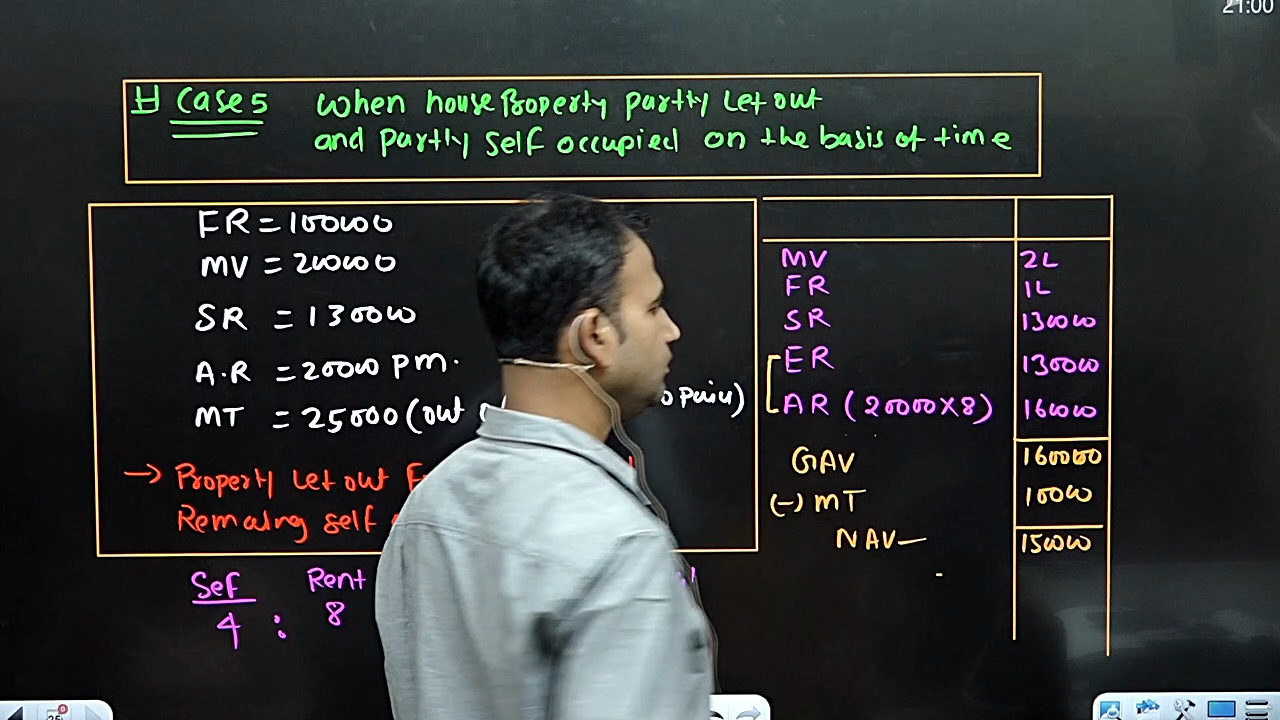 21:00
# Case 5 When house Property partly Let out
and partly self occupied on the basis of time
FR = 100000
MV = 200000
SR = 130000
A.R = 20000 pm.
MT = 25000 (out
→ Property Let out
Remaing self
Sef Rent
4 : 8
MV 2L
FR 1L
SR 130000
ER 130000
AR (20000X8) 160000
GAV 160000
(-) MT 10000
NAV— 150000